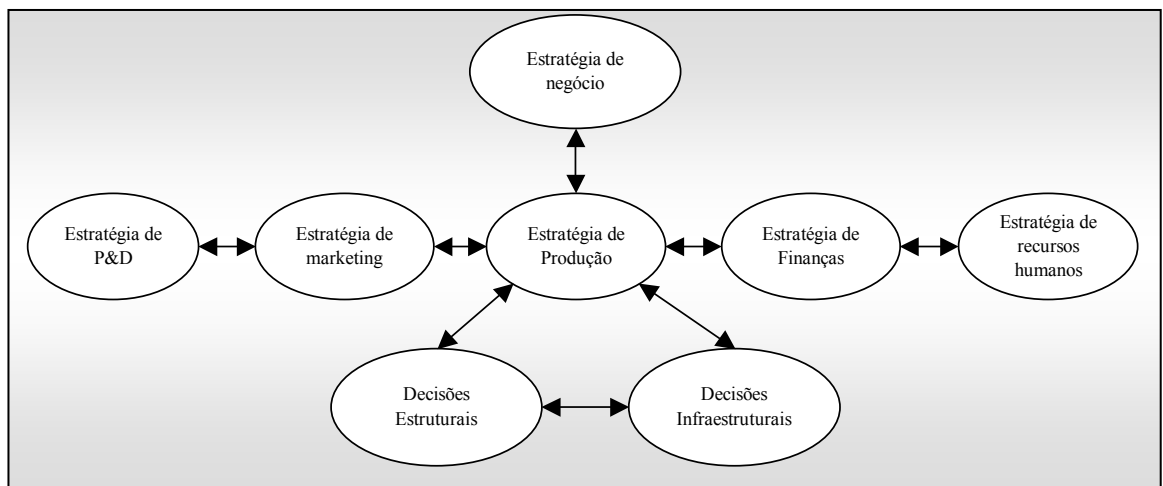 Estratégia de
negócio
Estratégia de
P&D
Estratégia de
marketing
Estratégia de
Produção
Estratégia de
Finanças
Estratégia de
recursos
humanos
Decisões
Estruturais
Decisões
Infraestruturais